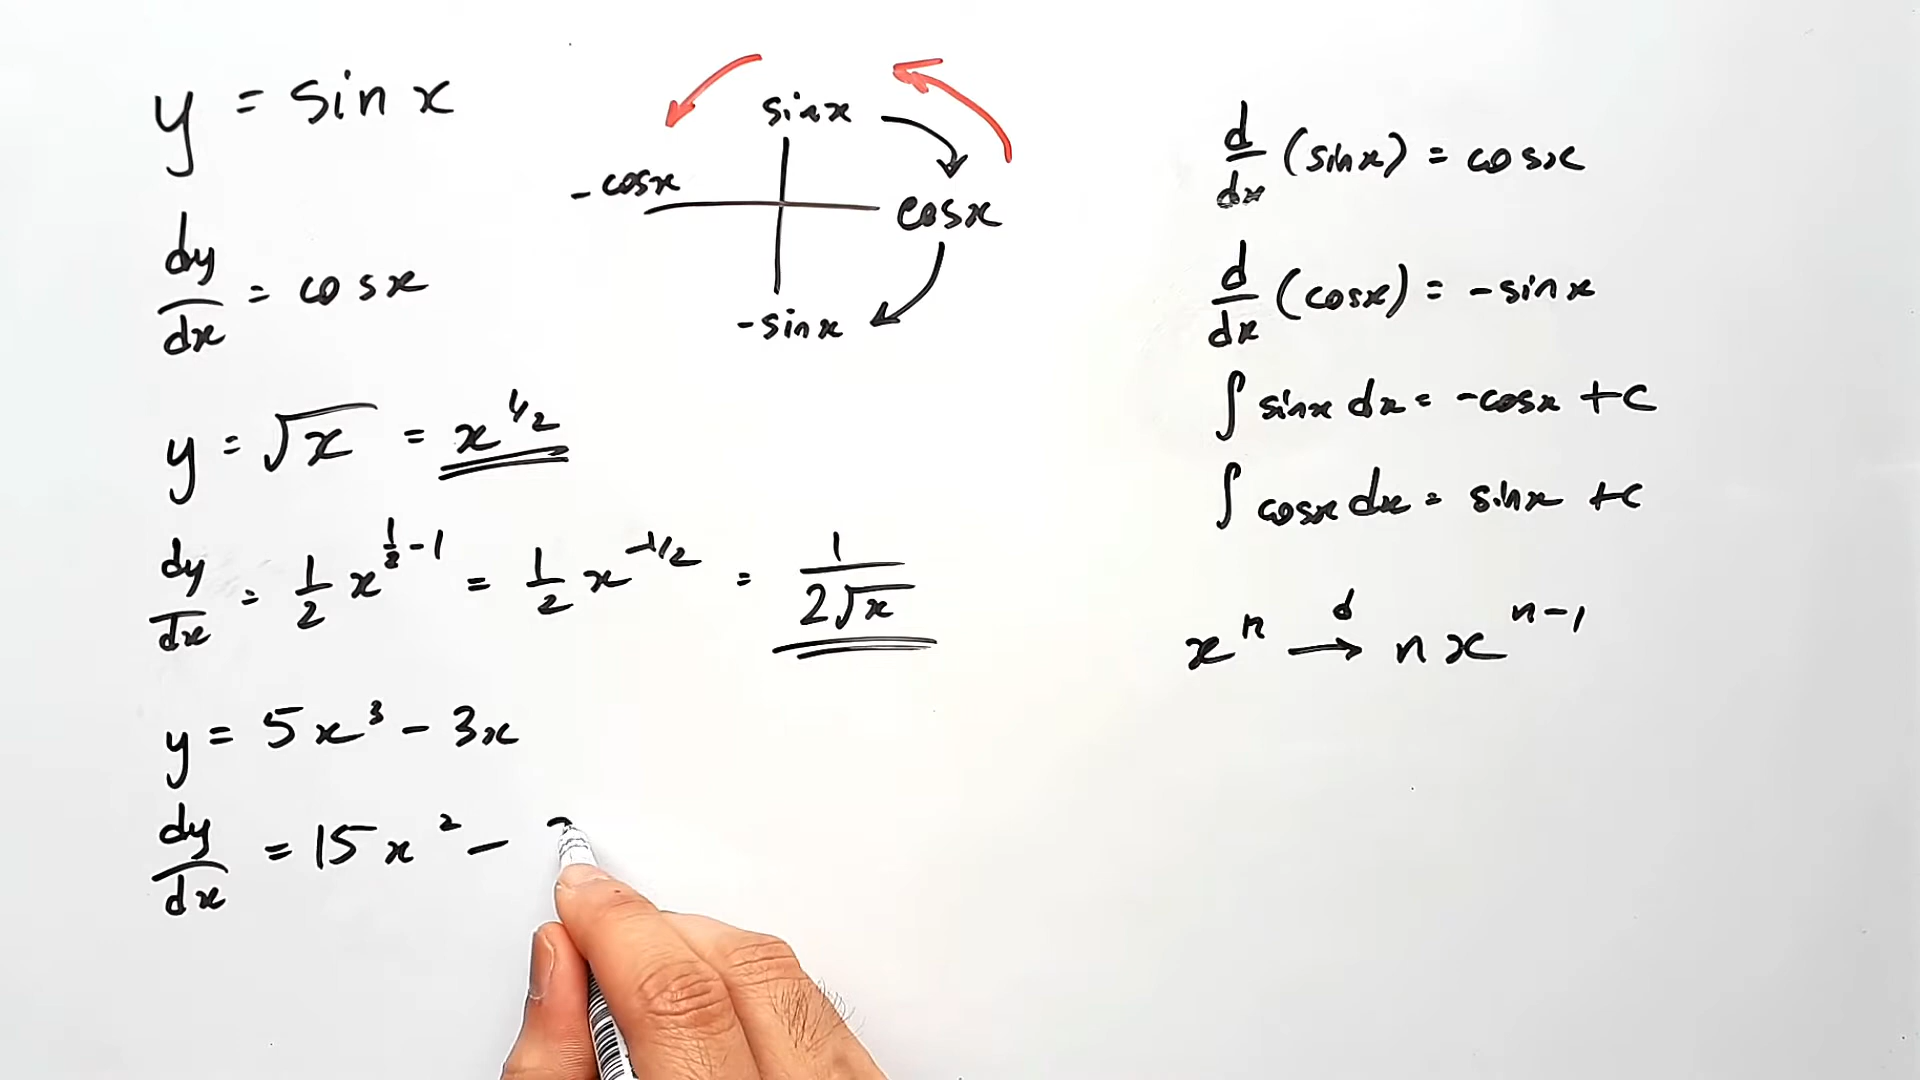 y = sin x
dy/dx = cos x
sin x
- cos x
cos x
- sin x
y = √x = x^1/2
dy/dx = 1/2 x^(1/2 - 1) = 1/2 x^-1/2 = 1/(2√x)
y = 5x³ - 3x
dy/dx = 15x² -
d/dx (sin x) = cos x
d/dx (cos x) = - sin x
∫ sin x dx = - cos x + c
∫ cos x dx = sin x + c
x^n →d n x^(n-1)